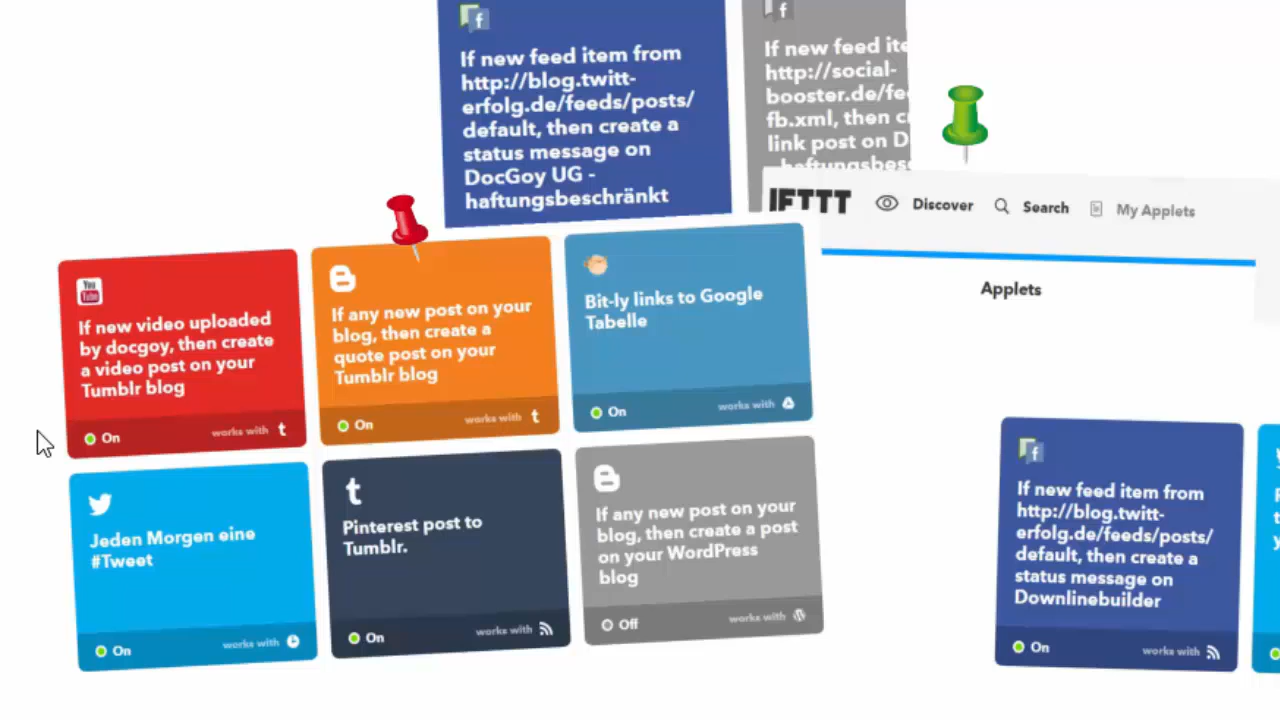 If new feed item from
http://blog.twitt-
erfolg.de/feeds/posts/
default, then create a
status message on
DocGoy UG -
haftungsbeschränkt
If new feed ite
http://social-
booster.de/fee
fb.xml, then cr
link post on D
- haftungsbesc
IFTTT
Discover
Search
My Applets
Applets
You
Tube
If new video uploaded
by docgoy, then create
a video post on your
Tumblr blog
On
works with t
If any new post on your
blog, then create a
quote post on your
Tumblr blog
On
works with t
Bit-ly links to Google
Tabelle
On
works with
Jeden Morgen eine
#Tweet
On
works with
t
Pinterest post to
Tumblr.
On
works with
If any new post on your
blog, then create a post
on your WordPress
blog
Off
works with
If new feed item from
http://blog.twitt-
erfolg.de/feeds/posts/
default, then create a
status message on
Downlinebuilder
On
works with